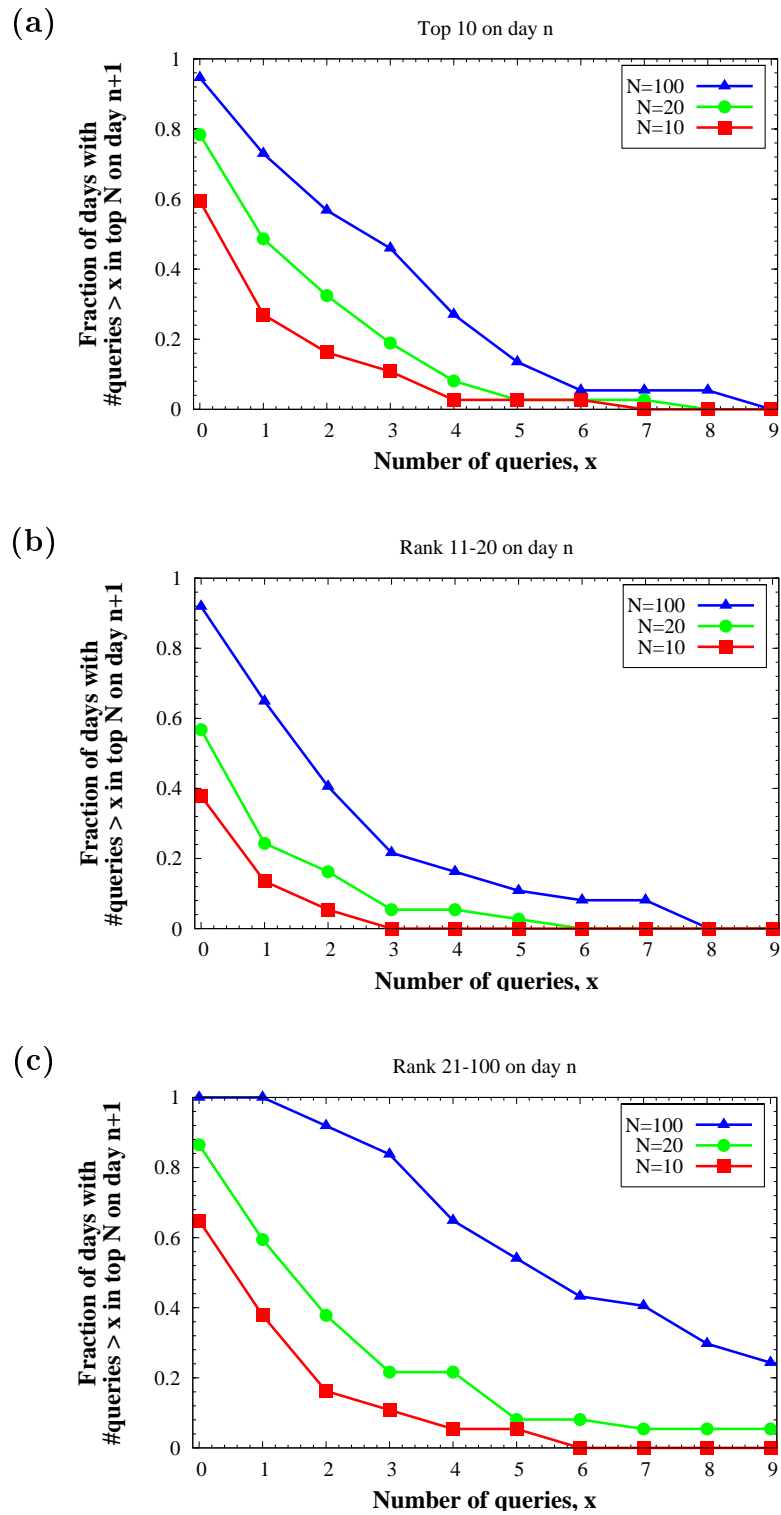 (a)
Top 10 on day n
Fraction of days with
#queries > x in top N on day n+1
1
0.8
0.6
0.4
0.2
0
N=100
N=20
N=10
0 1 2 3 4 5 6 7 8 9
Number of queries, x
(b)
Rank 11-20 on day n
Fraction of days with
#queries > x in top N on day n+1
1
0.8
0.6
0.4
0.2
0
N=100
N=20
N=10
0 1 2 3 4 5 6 7 8 9
Number of queries, x
(c)
Rank 21-100 on day n
Fraction of days with
#queries > x in top N on day n+1
1
0.8
0.6
0.4
0.2
0
N=100
N=20
N=10
0 1 2 3 4 5 6 7 8 9
Number of queries, x